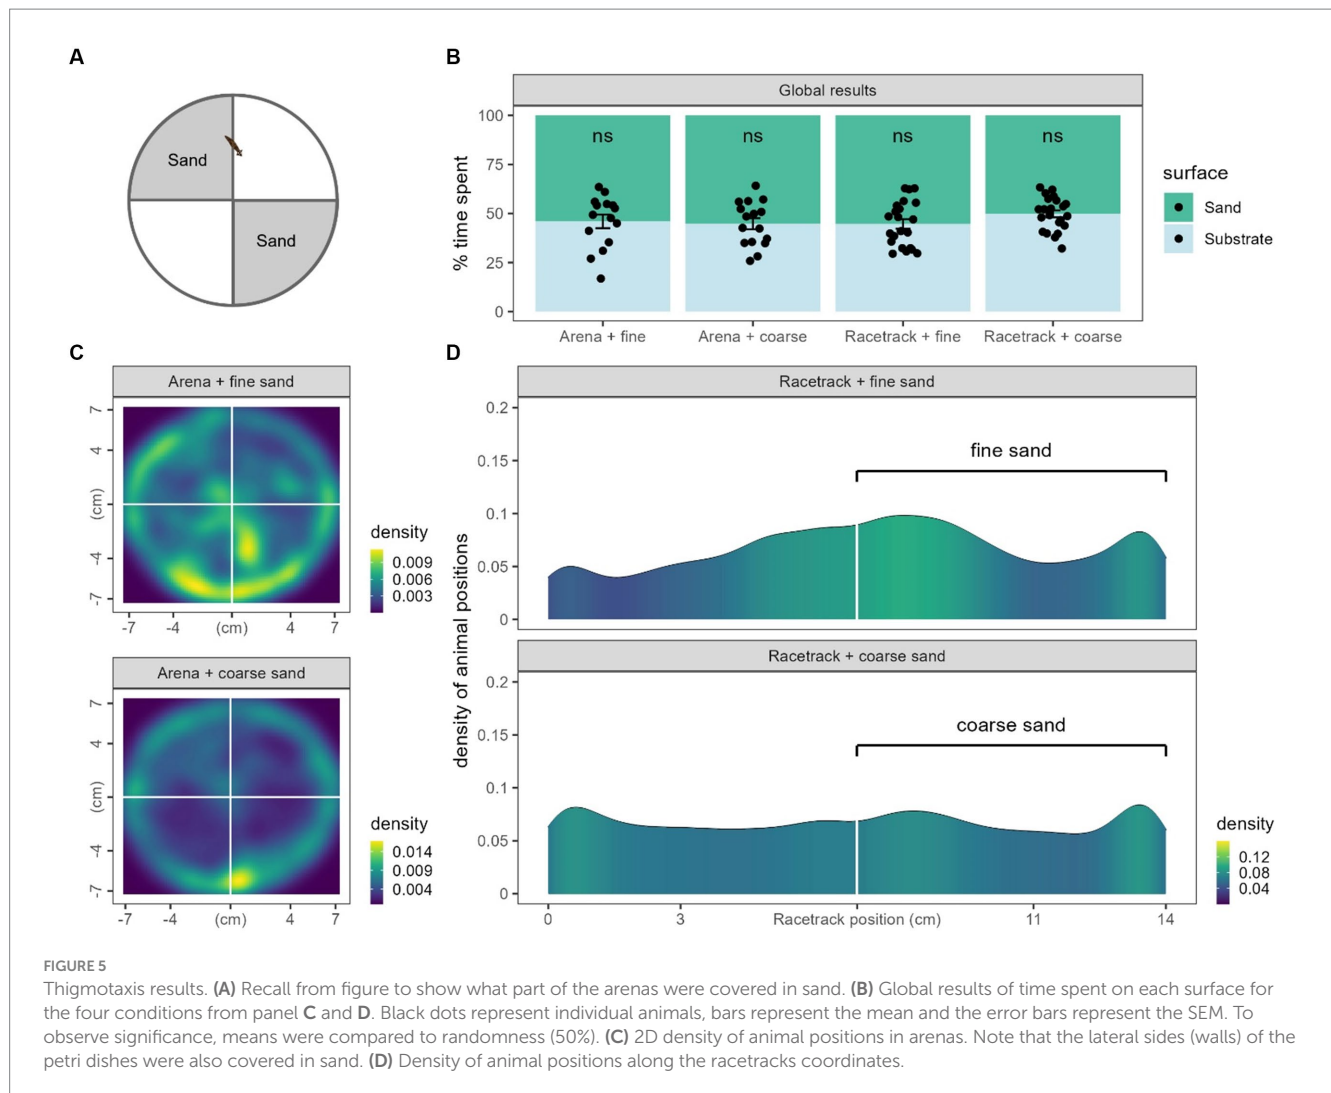 A
Sand
Sand
B
Global results
% time spent
100
75
50
25
0
ns
ns
ns
ns
Arena + fine
Arena + coarse
Racetrack + fine
Racetrack + coarse
surface
Sand
Substrate
C
Arena + fine sand
7
4
(cm)
-4
-7
-7
-4
(cm)
4
7
density
0.009
0.006
0.003
Arena + coarse sand
7
4
(cm)
-4
-7
-7
-4
(cm)
4
7
density
0.014
0.009
0.004
D
Racetrack + fine sand
density of animal positions
0.2
0.15
0.1
0.05
0
fine sand
Racetrack + coarse sand
0.2
0.15
0.1
0.05
0
coarse sand
0
3
Racetrack position (cm)
11
14
density
0.12
0.08
0.04
FIGURE 5
Thigmotaxis results. (A) Recall from figure to show what part of the arenas were covered in sand. (B) Global results of time spent on each surface for
the four conditions from panel C and D. Black dots represent individual animals, bars represent the mean and the error bars represent the SEM. To
observe significance, means were compared to randomness (50%). (C) 2D density of animal positions in arenas. Note that the lateral sides (walls) of the
petri dishes were also covered in sand. (D) Density of animal positions along the racetracks coordinates.